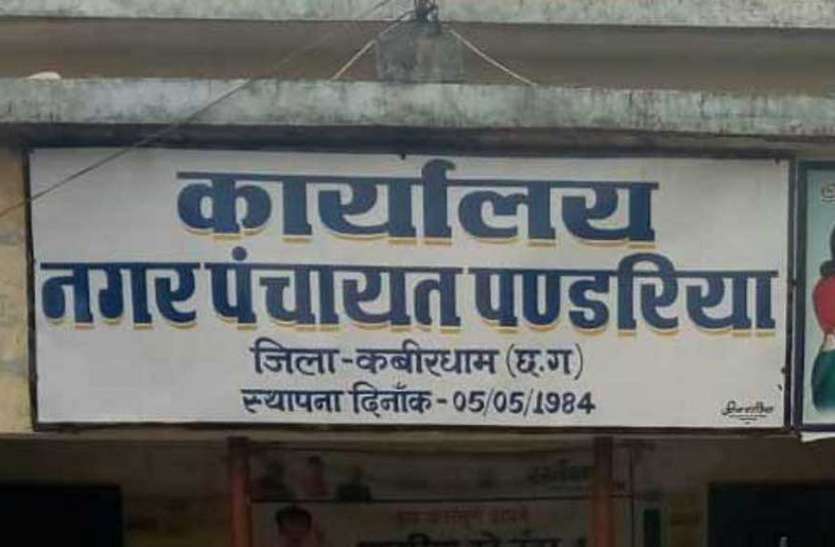 कार्यालय
नगर पंचायत पण्डरिया
जिला-कबीरधाम (छ.ग)
स्थापना दिनाँक-05/05/1984